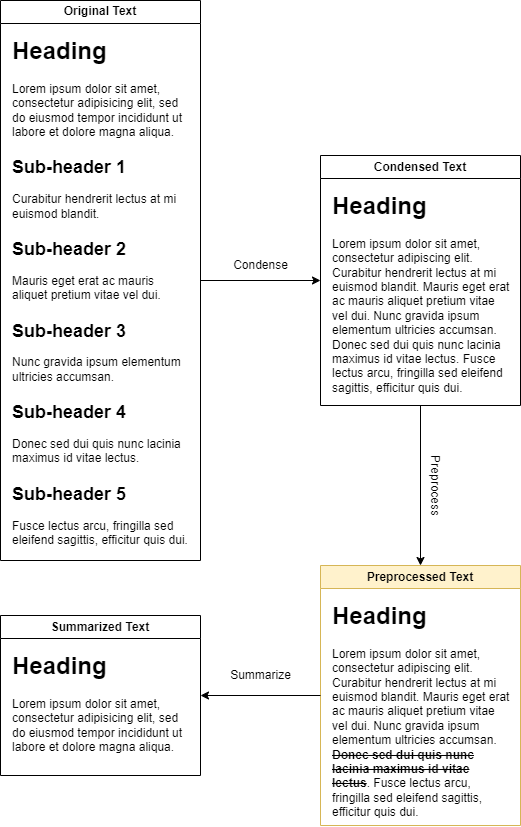 Original Text
Heading
Lorem ipsum dolor sit amet,
consectetur adipisicing elit, sed
do eiusmod tempor incididunt ut
labore et dolore magna aliqua.
Sub-header 1
Curabitur hendrerit lectus at mi
euismod blandit.
Sub-header 2
Mauris eget erat ac mauris
aliquet pretium vitae vel dui.
Sub-header 3
Nunc gravida ipsum elementum
ultricies accumsan.
Sub-header 4
Donec sed dui quis nunc lacinia
maximus id vitae lectus.
Sub-header 5
Fusce lectus arcu, fringilla sed
eleifend sagittis, efficitur quis dui.
Condense
Condensed Text
Heading
Lorem ipsum dolor sit amet,
consectetur adipisicing elit.
Curabitur hendrerit lectus at mi
euismod blandit. Mauris eget erat
ac mauris aliquet pretium vitae
vel dui. Nunc gravida ipsum
elementum ultricies accumsan.
Donec sed dui quis nunc lacinia
maximus id vitae lectus. Fusce
lectus arcu, fringilla sed eleifend
sagittis, efficitur quis dui.
Preprocess
Preprocessed Text
Heading
Lorem ipsum dolor sit amet,
consectetur adipiscing elit.
Curabitur hendrerit lectus at mi
euismod blandit. Mauris eget erat
ac mauris aliquet pretium vitae
vel dui. Nunc gravida ipsum
elementum ultricies accumsan.
Donec sed dui quis nunc
lacinia maximus id vitae
lectus. Fusce lectus arcu,
fringilla sed eleifend sagittis,
efficitur quis dui.
Summarize
Summarized Text
Heading
Lorem ipsum dolor sit amet,
consectetur adipisicing elit, sed
do eiusmod tempor incididunt ut
labore et dolore magna aliqua.